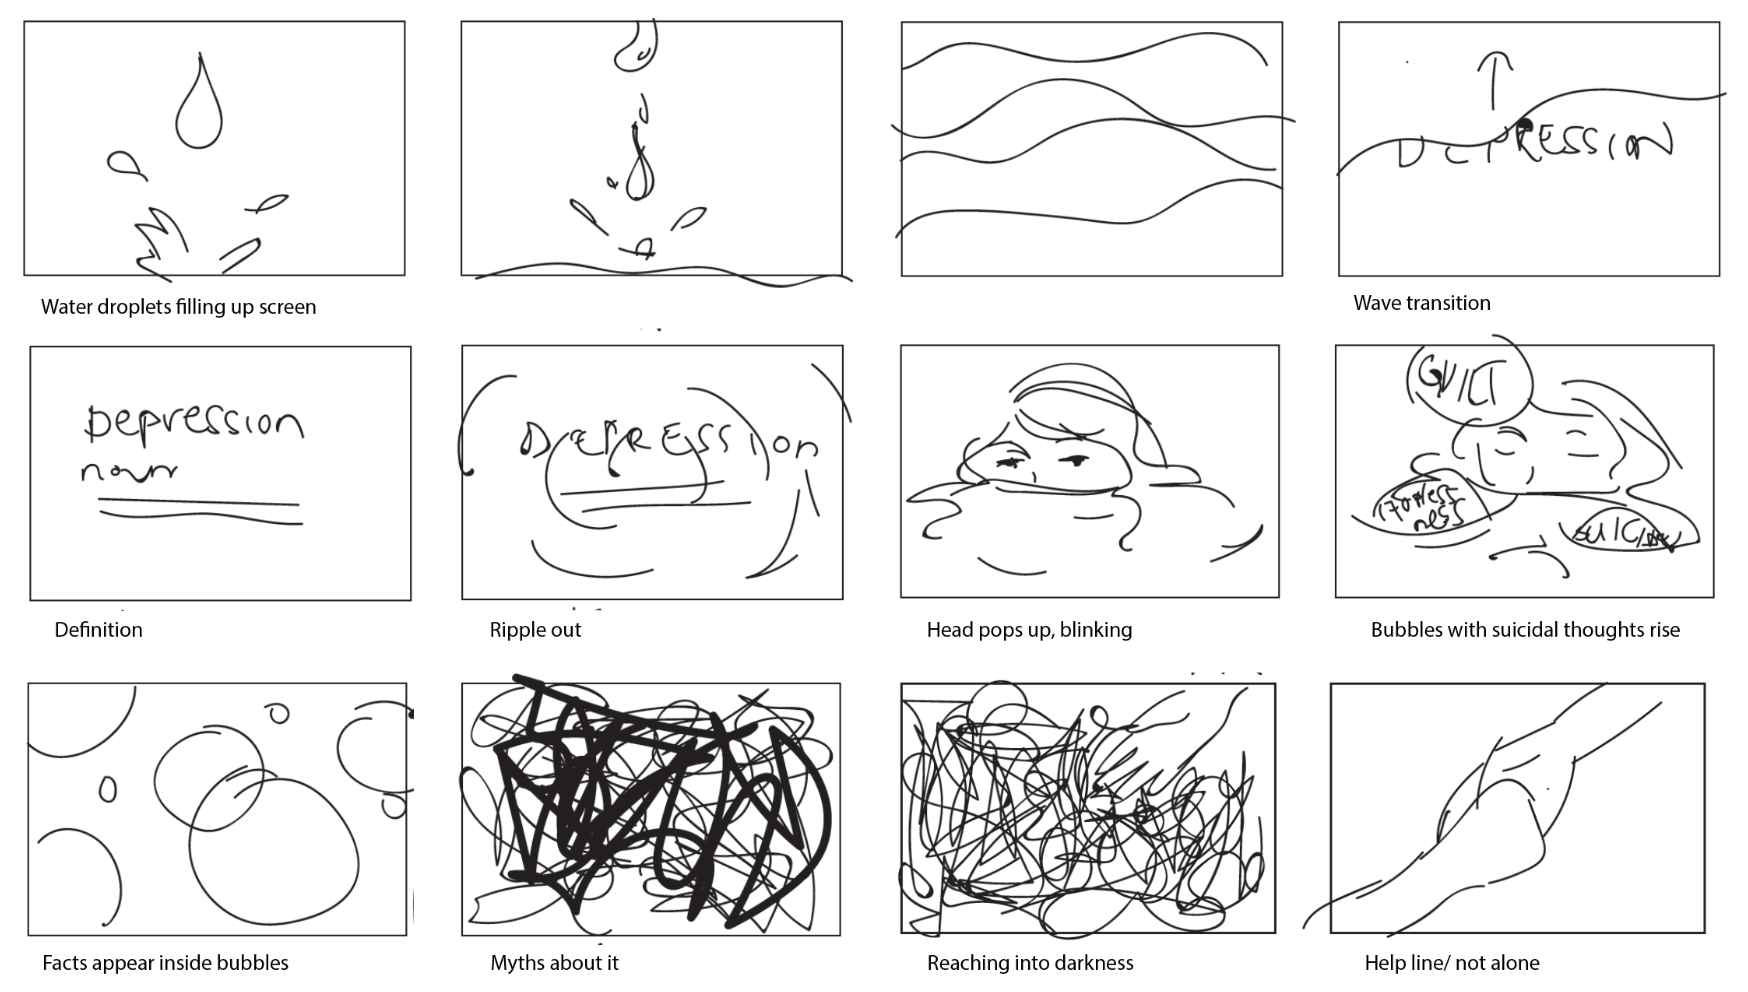 Water droplets filling up screen
DEPRESSION
Wave transition
Depression
noun
Definition
DEPRESSION
Ripple out
Head pops up, blinking
GUILT
HOPLESS
NESS
SUICIDE
Bubbles with suicidal thoughts rise
Facts appear inside bubbles
Myths about it
Reaching into darkness
Help line/ not alone